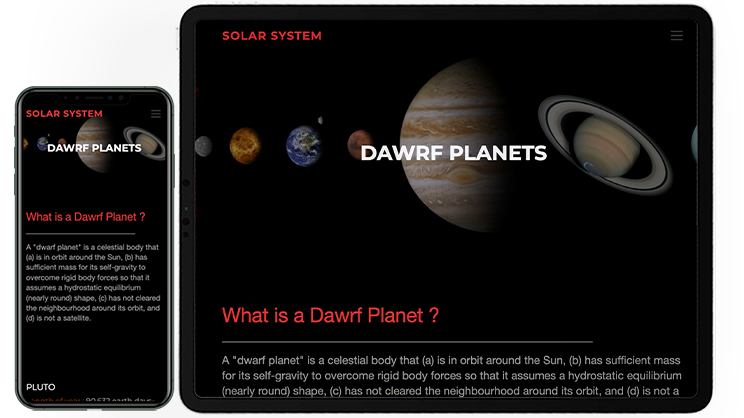 SOLAR SYSTEM
DAWRF PLANETS
What is a Dawrf Planet ?
A "dwarf planet" is a celestial body that
(a) is in orbit around the Sun, (b) has
sufficient mass for its self-gravity to
overcome rigid body forces so that it
assumes a hydrostatic equilibrium
(nearly round) shape, (c) has not cleared
the neighbourhood around its orbit, and
(d) is not a satellite.
PLUTO
Length of year: 90,632 earth days
SOLAR SYSTEM
DAWRF PLANETS
What is a Dawrf Planet ?
A "dwarf planet" is a celestial body that (a) is in orbit around the Sun, (b) has sufficient mass
for its self-gravity to overcome rigid body forces so that it assumes a hydrostatic equilibrium
(nearly round) shape, (c) has not cleared the neighbourhood around its orbit, and (d) is not a